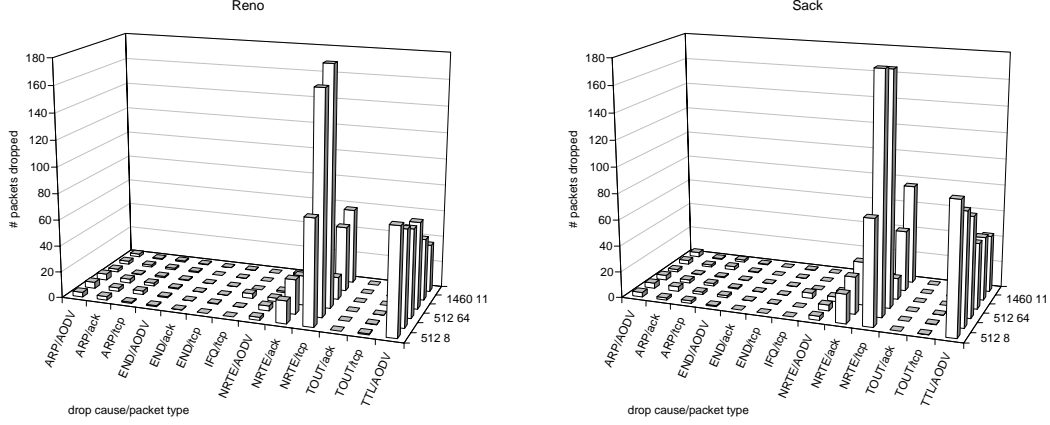 Reno
180
160
140
120
100
80
60
40
20
0
# packets dropped
ARP/AODV
ARP/ack
ARP/tcp
END/AODV
END/ack
END/tcp
IFQ/tcp
NRTE/AODV
NRTE/ack
NRTE/tcp
TOUT/ack
TOUT/tcp
TTL/AODV
1460 11
512 64
512 8
drop cause/packet type
Sack
180
160
140
120
100
80
60
40
20
0
# packets dropped
ARP/AODV
ARP/ack
ARP/tcp
END/AODV
END/ack
END/tcp
IFQ/tcp
NRTE/AODV
NRTE/ack
NRTE/tcp
TOUT/ack
TOUT/tcp
TTL/AODV
1460 11
512 64
512 8
drop cause/packet type